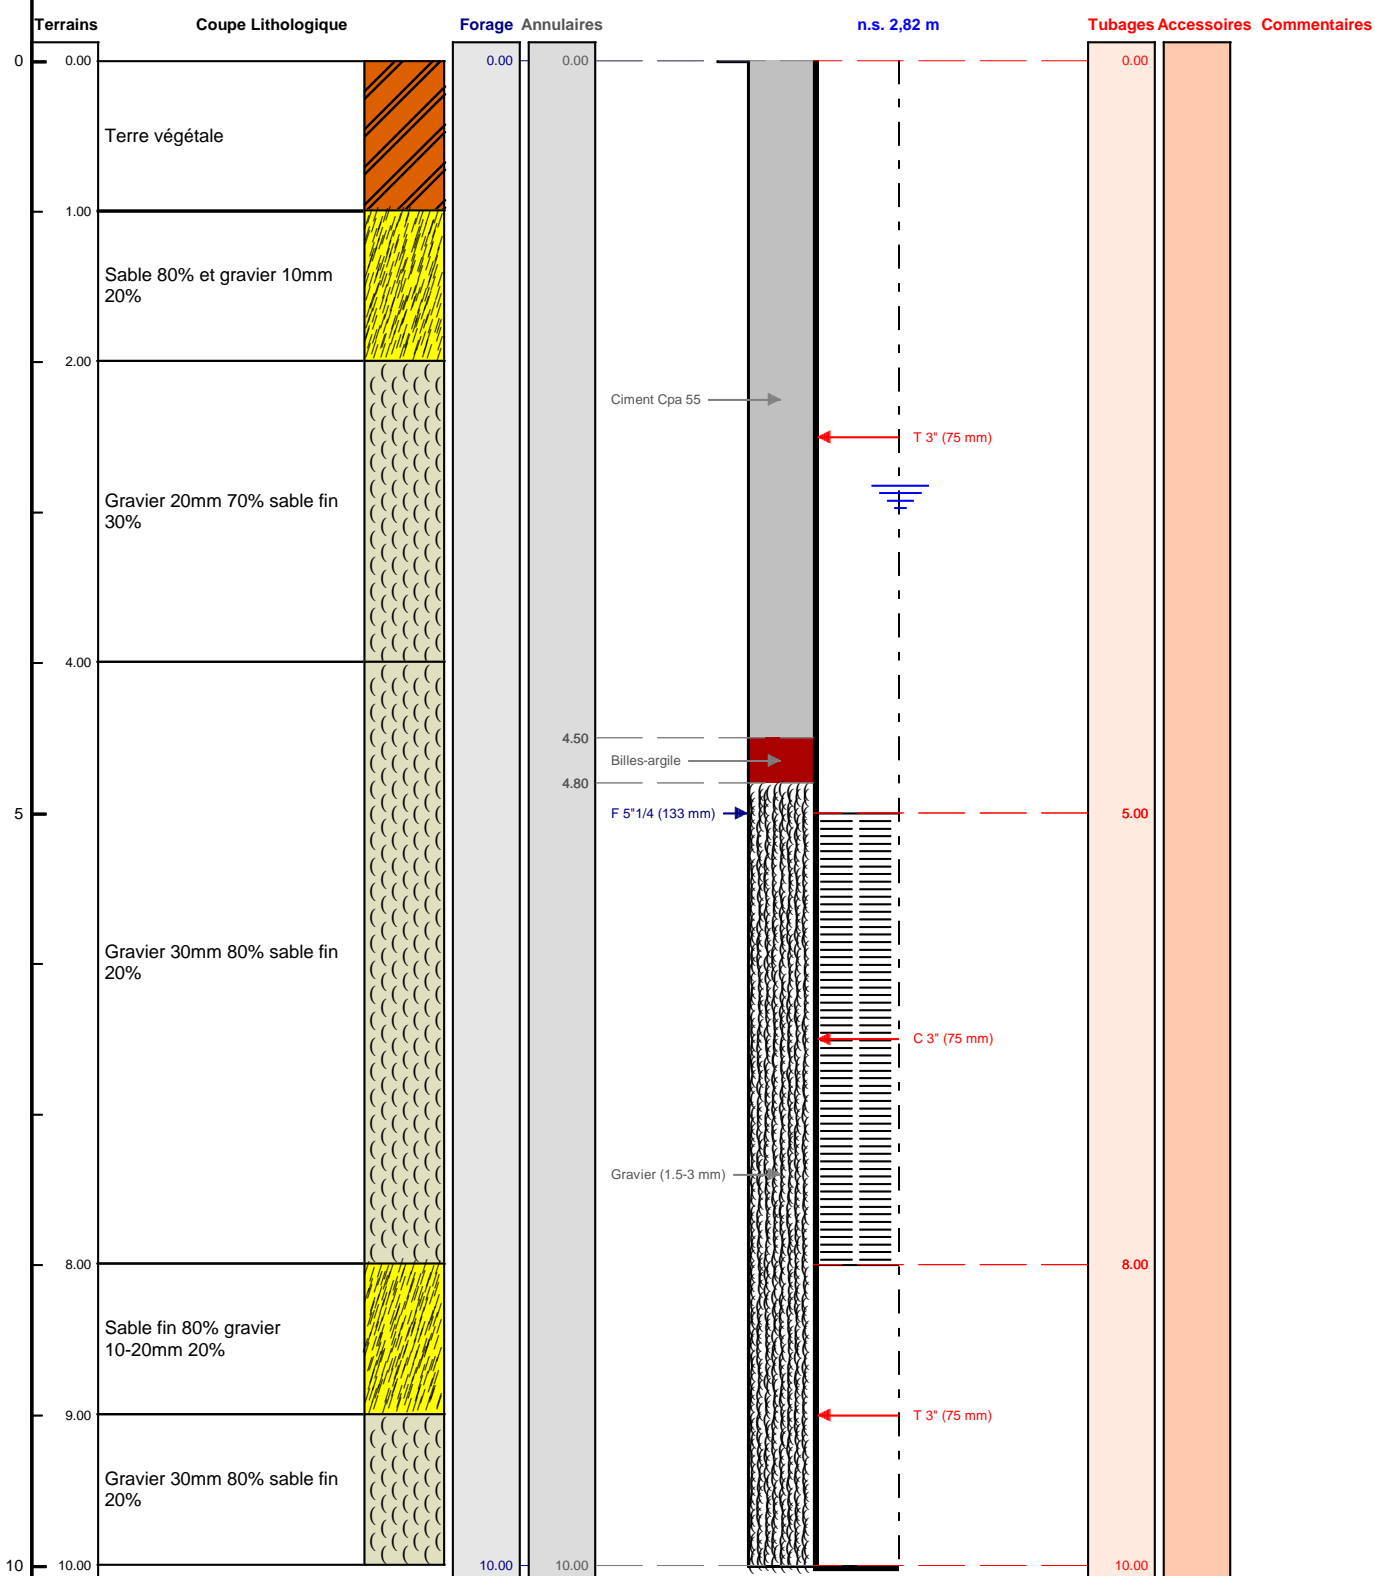 Terrains Coupe Lithologique Forage Annulaires n.s. 2,82 m Tubages Accessoires Commentaires
0 0.00 0.00 0.00 0.00
Terre végétale
1.00
Sable 80% et gravier 10mm
20%
2.00
Ciment Cpa 55
T 3" (75 mm)
Gravier 20mm 70% sable fin
30%
4.00
4.50
Billes-argile
4.80
5 F 5"1/4 (133 mm) 5.00
Gravier 30mm 80% sable fin
20%
C 3" (75 mm)
Gravier (1.5-3 mm)
8.00 8.00
Sable fin 80% gravier
10-20mm 20%
9.00 T 3" (75 mm)
Gravier 30mm 80% sable fin
20%
10 10.00 10.00 10.00 10.00